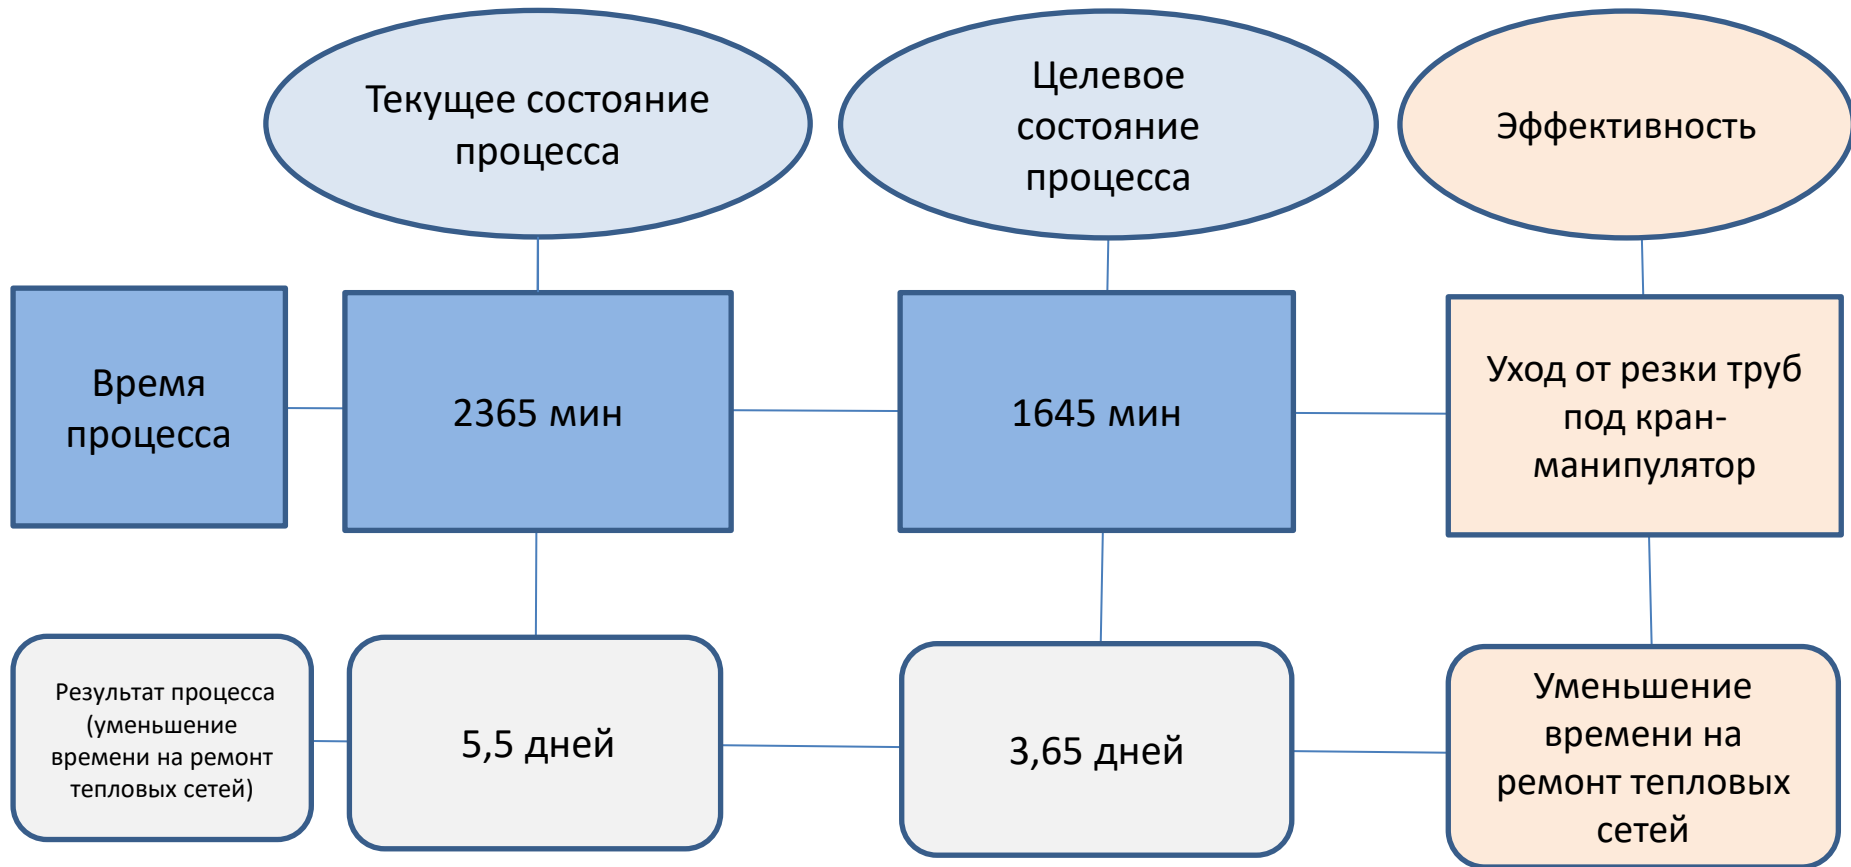 Текущее состояние
процесса
Целевое
состояние
процесса
Эффективность
Время
процесса
2365 мин
1645 мин
Уход от резки труб
под кран-
манипулятор
Результат процесса
(уменьшение
времени на ремонт
тепловых сетей)
5,5 дней
3,65 дней
Уменьшение
времени на
ремонт тепловых
сетей